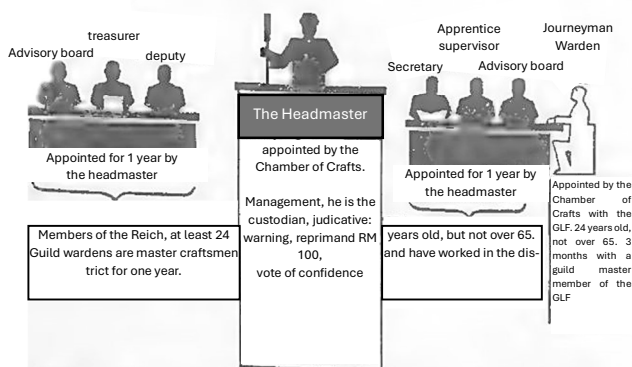 treasurer
Advisory board
deputy
Apprentice
supervisor
Journeyman
Warden
Secretary
Advisory board
The Headmaster
Appointed for 1 year by
the headmaster
appointed by the
Chamber of Crafts.
Management, he is the
custodian, judicative:
warning, reprimand RM
100,
vote of confidence
Appointed for 1 year by
the headmaster
Appointed by the
Chamber of
Crafts with the
GLF. 24 years old,
not over 65. 3
months with a
guild master
member of the
GLF
Members of the Reich, at least 24
Guild wardens are master craftsmen
trict for one year.
years old, but not over 65.
and have worked in the dis-